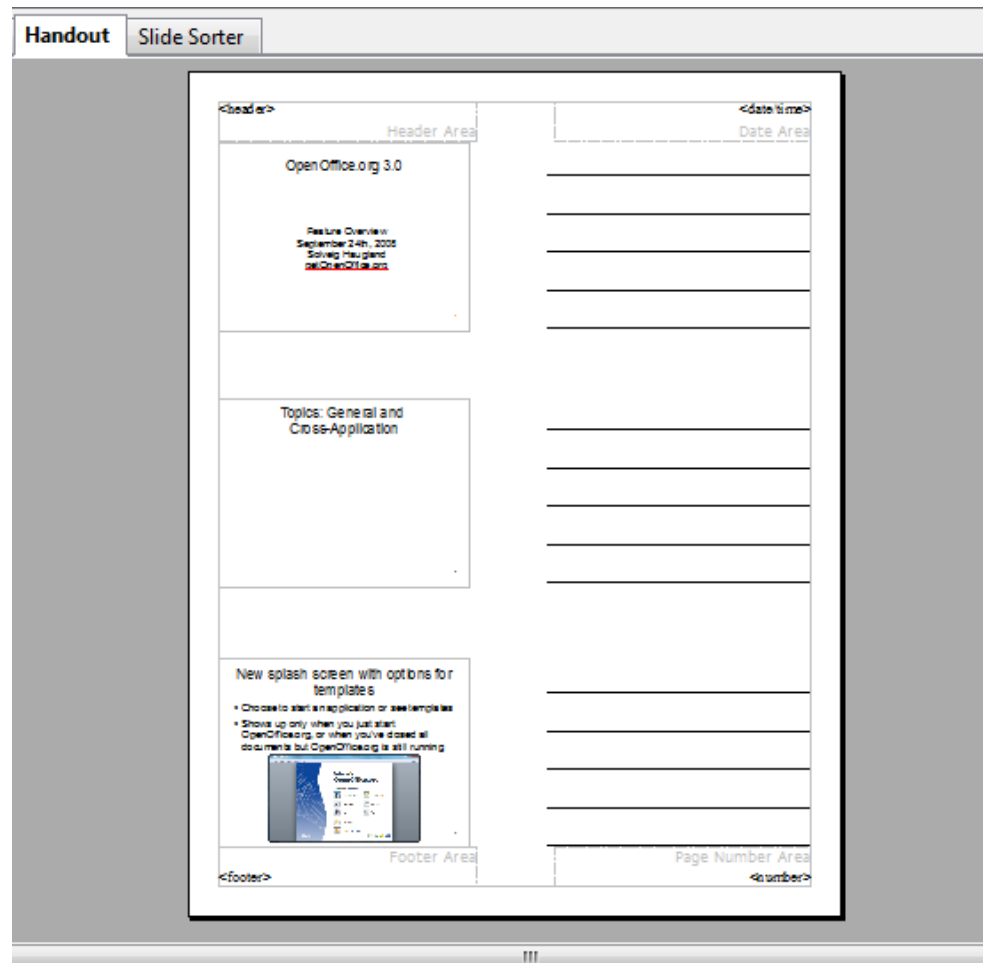 Handout Slide Sorter
<header> <date/time>
Header Area Date Area
OpenOffice.org 3.0
Feature Overview
September 24th, 2008
Solveig Haugland
getOpenOffice.org
Topics: General and
Cross-Application
New splash screen with options for
templates
• Choose to start an application or see templates
• Shows up only when you just start
OpenOffice.org, or when you've closed all
documents but OpenOffice.org is still running
Footer Area Page Number Area
<footer> <number>